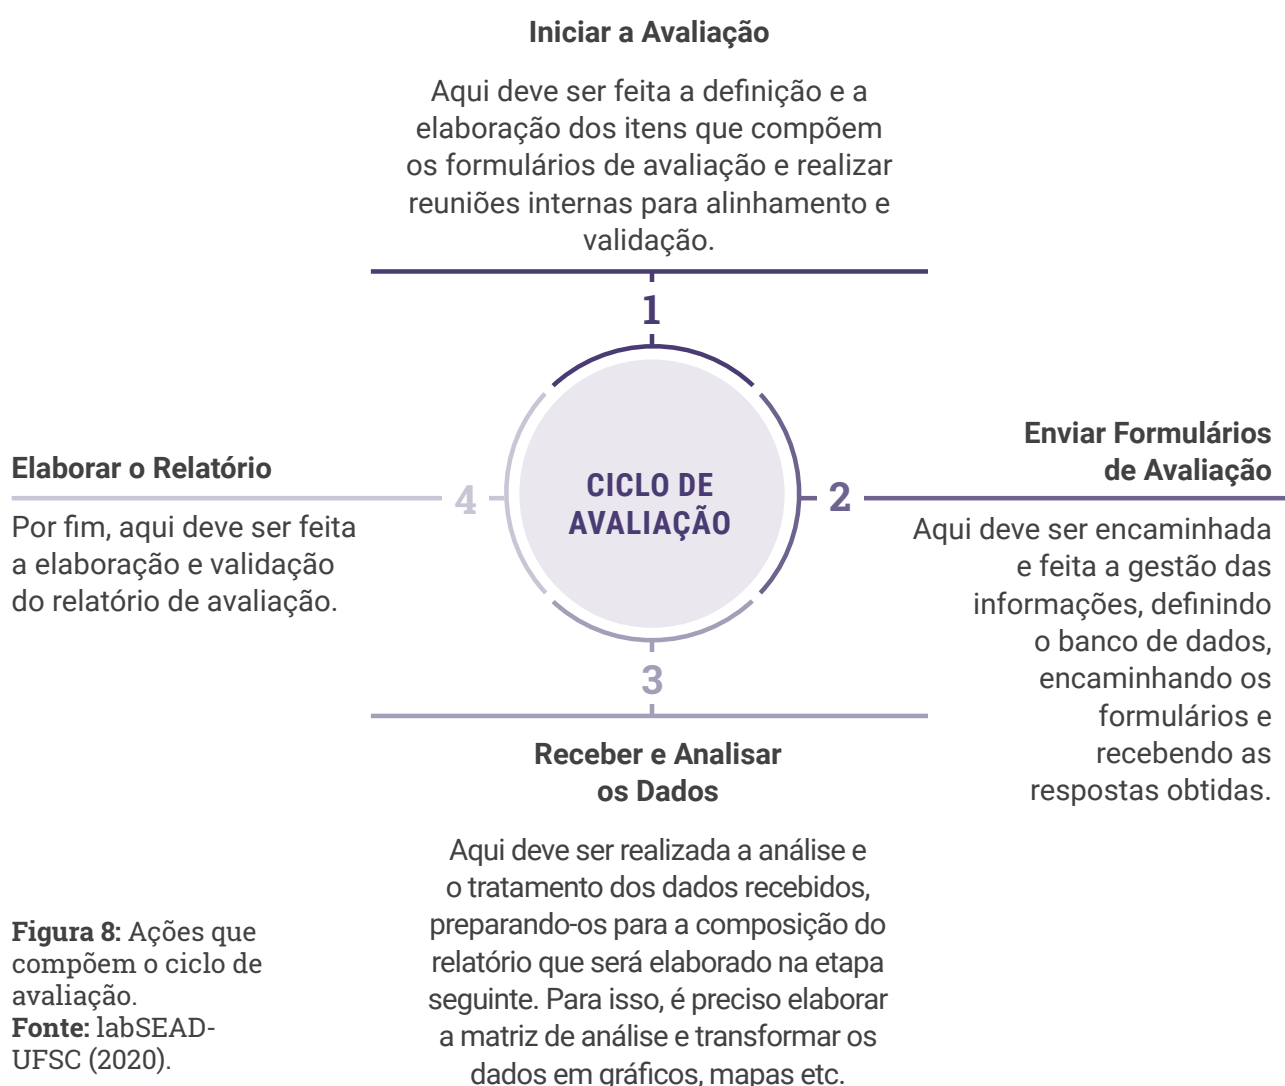 Iniciar a Avaliação
Aqui deve ser feita a definição e a
elaboração dos itens que compõem
os formulários de avaliação e realizar
reuniões internas para alinhamento e
validação.
1
CICLO DE
AVALIAÇÃO
2
Enviar Formulários
de Avaliação
Aqui deve ser encaminhada
e feita a gestão das
informações, definindo
o banco de dados,
encaminhando os
formulários e
recebendo as
respostas obtidas.
3
Receber e Analisar
os Dados
Aqui deve ser realizada a análise e
o tratamento dos dados recebidos,
preparando-os para a composição do
relatório que será elaborado na etapa
seguinte. Para isso, é preciso elaborar
a matriz de análise e transformar os
dados em gráficos, mapas etc.
4
Elaborar o Relatório
Por fim, aqui deve ser feita
a elaboração e validação
do relatório de avaliação.
Figura 8: Ações que
compõem o ciclo de
avaliação.
Fonte: labSEAD-
UFSC (2020).